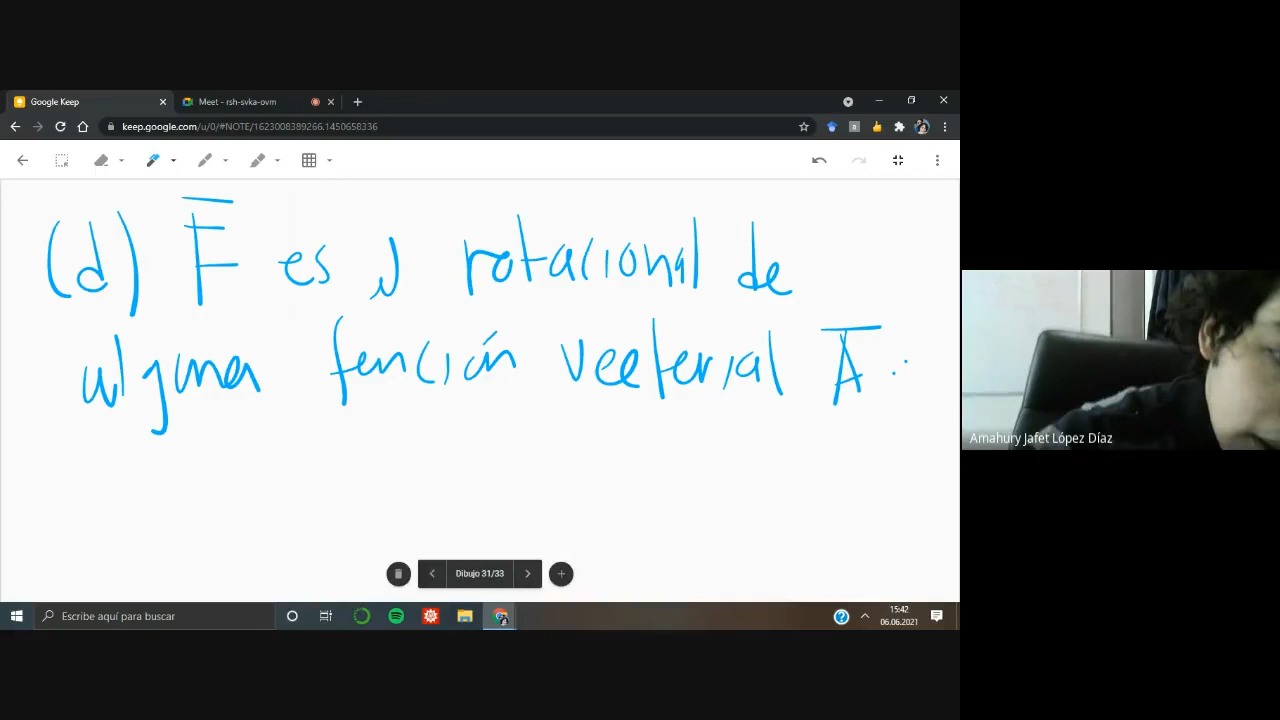 Google Keep
Meet - rsh-svka-ovm
keep.google.com/u/0/#NOTE/1623008389266.1450658336
(d) F̅ es el rotacional de
alguna función vectorial A̅.
Amahury Jafet López Díaz
Dibujo 31/33
Escribe aquí para buscar
15:42
06.06.2021